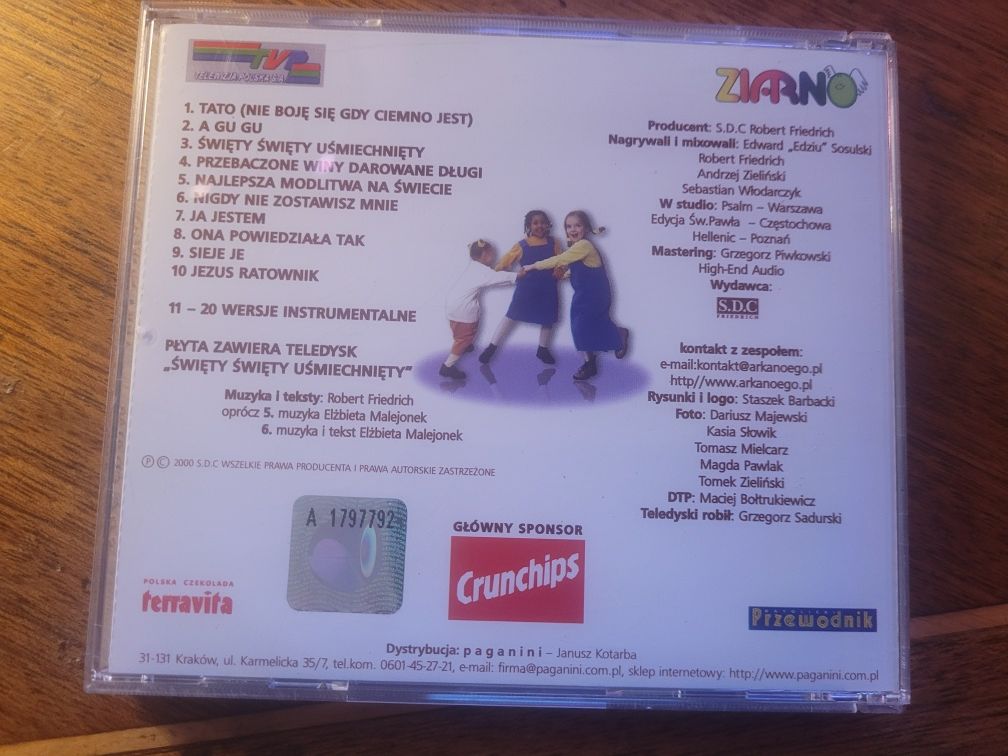 TVP
TELEWIZJA POLSKA S.A.
ZIARNO
1. TATO (NIE BOJĘ SIĘ GDY CIEMNO JEST)
2. A GU GU
3. ŚWIĘTY ŚWIĘTY UŚMIECHNIĘTY
4. PRZEBACZONE WINY DAROWANE DŁUGI
5. NAJLEPSZA MODLITWA NA ŚWIECIE
6. NIGDY NIE ZOSTAWISZ MNIE
7. JA JESTEM
8. ONA POWIEDZIAŁA TAK
9. SIEJE JE
10 JEZUS RATOWNIK
11 – 20 WERSJE INSTRUMENTALNE
PŁYTA ZAWIERA TELEDYSK
„ŚWIĘTY ŚWIĘTY UŚMIECHNIĘTY”
Muzyka i teksty: Robert Friedrich
oprócz 5. muzyka Elżbieta Malejonek
6. muzyka i tekst Elżbieta Malejonek
Ⓟ © 2000 S.D.C WSZELKIE PRAWA PRODUCENTA I PRAWA AUTORSKIE ZASTRZEŻONE
Producent: S.D.C Robert Friedrich
Nagrywali i mixowali: Edward „Edziu” Sosulski
Robert Friedrich
Andrzej Zieliński
Sebastian Włodarczyk
W studio: Psalm – Warszawa
Edycja Św.Pawła – Częstochowa
Hellenic – Poznań
Mastering: Grzegorz Piwkowski
High-End Audio
Wydawca:
S.D.C
FRIEDRICH
kontakt z zespołem:
e-mail:kontakt@arkanoego.pl
http//www.arkanoego.pl
Rysunki i logo: Staszek Barbacki
Foto: Dariusz Majewski
Kasia Słowik
Tomasz Mielcarz
Magda Pawlak
Tomek Zieliński
DTP: Maciej Bołtrukiewicz
Teledyski robił: Grzegorz Sadurski
A 1797792
GŁÓWNY SPONSOR
Crunchips
POLSKA CZEKOLADA
terravita
Przewodnik
Dystrybucja: paganini – Janusz Kotarba
31-131 Kraków, ul. Karmelicka 35/7, tel.kom. 0601-45-27-21, e-mail: firma@paganini.com.pl, sklep internetowy: http://www.paganini.com.pl